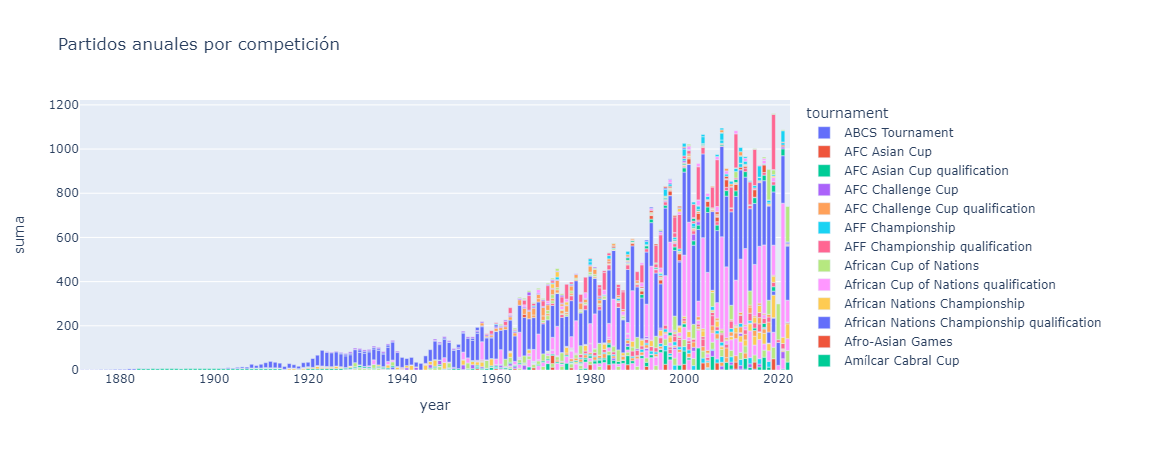 Partidos anuales por competición
1200
1000
800
600
400
200
0
suma
1880
1900
1920
1940
1960
1980
2000
2020
year
tournament
ABCS Tournament
AFC Asian Cup
AFC Asian Cup qualification
AFC Challenge Cup
AFC Challenge Cup qualification
AFF Championship
AFF Championship qualification
African Cup of Nations
African Cup of Nations qualification
African Nations Championship
African Nations Championship qualification
Afro-Asian Games
Amílcar Cabral Cup